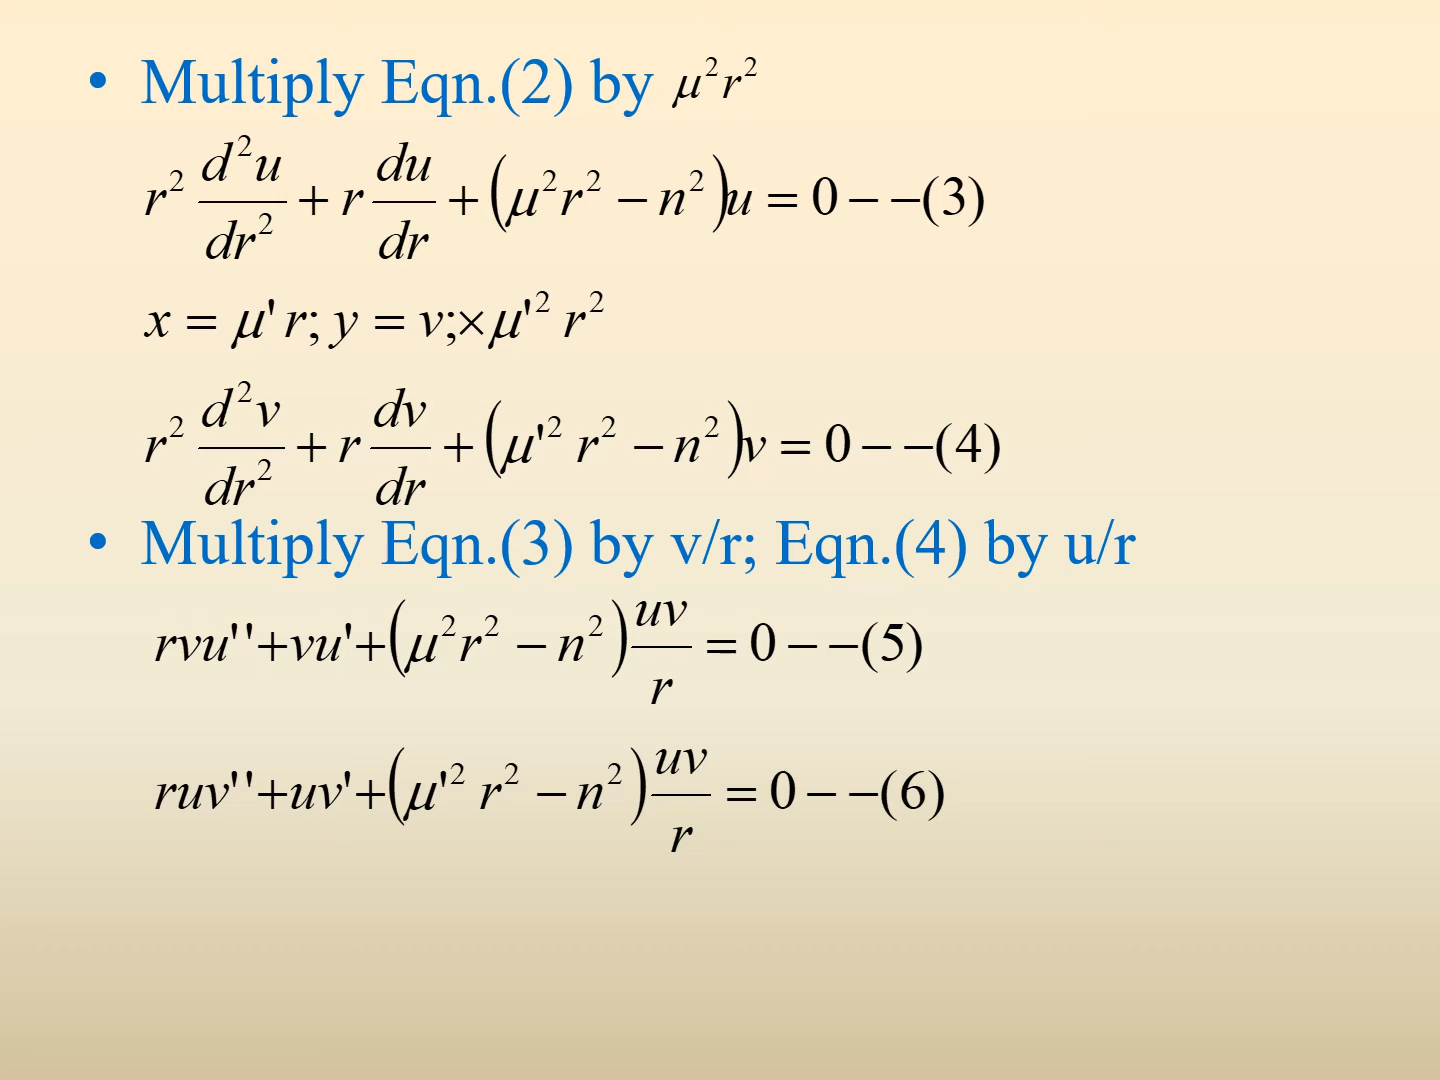 • Multiply Eqn.(2) by μ²r²
r² d²u/dr² + r du/dr + (μ²r² − n²)u = 0 − −(3)
x = μ' r; y = v;×μ'² r²
r² d²v/dr² + r dv/dr + (μ'² r² − n²)v = 0 − −(4)
• Multiply Eqn.(3) by v/r; Eqn.(4) by u/r
rvu''+vu'+(μ²r² − n²) uv/r = 0 − −(5)
ruv''+uv'+(μ'² r² − n²) uv/r = 0 − −(6)